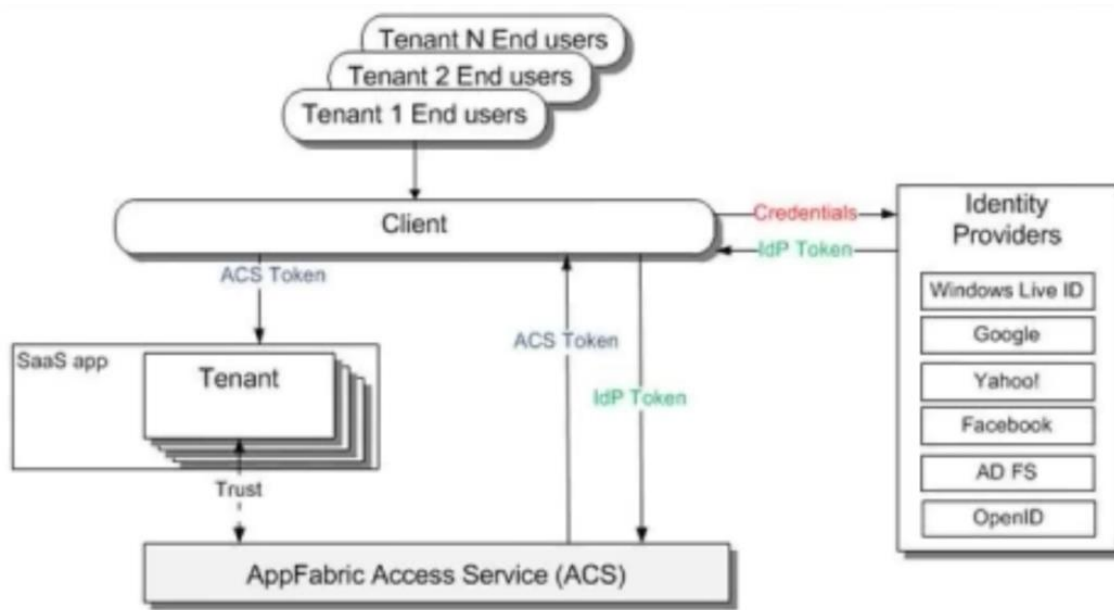 Tenant N End users
Tenant 2 End users
Tenant 1 End users
Client
Credentials
IdP Token
Identity
Providers
Windows Live ID
Google
Yahoo!
Facebook
AD FS
OpenID
ACS Token
ACS Token
IdP Token
SaaS app
Tenant
Trust
AppFabric Access Service (ACS)